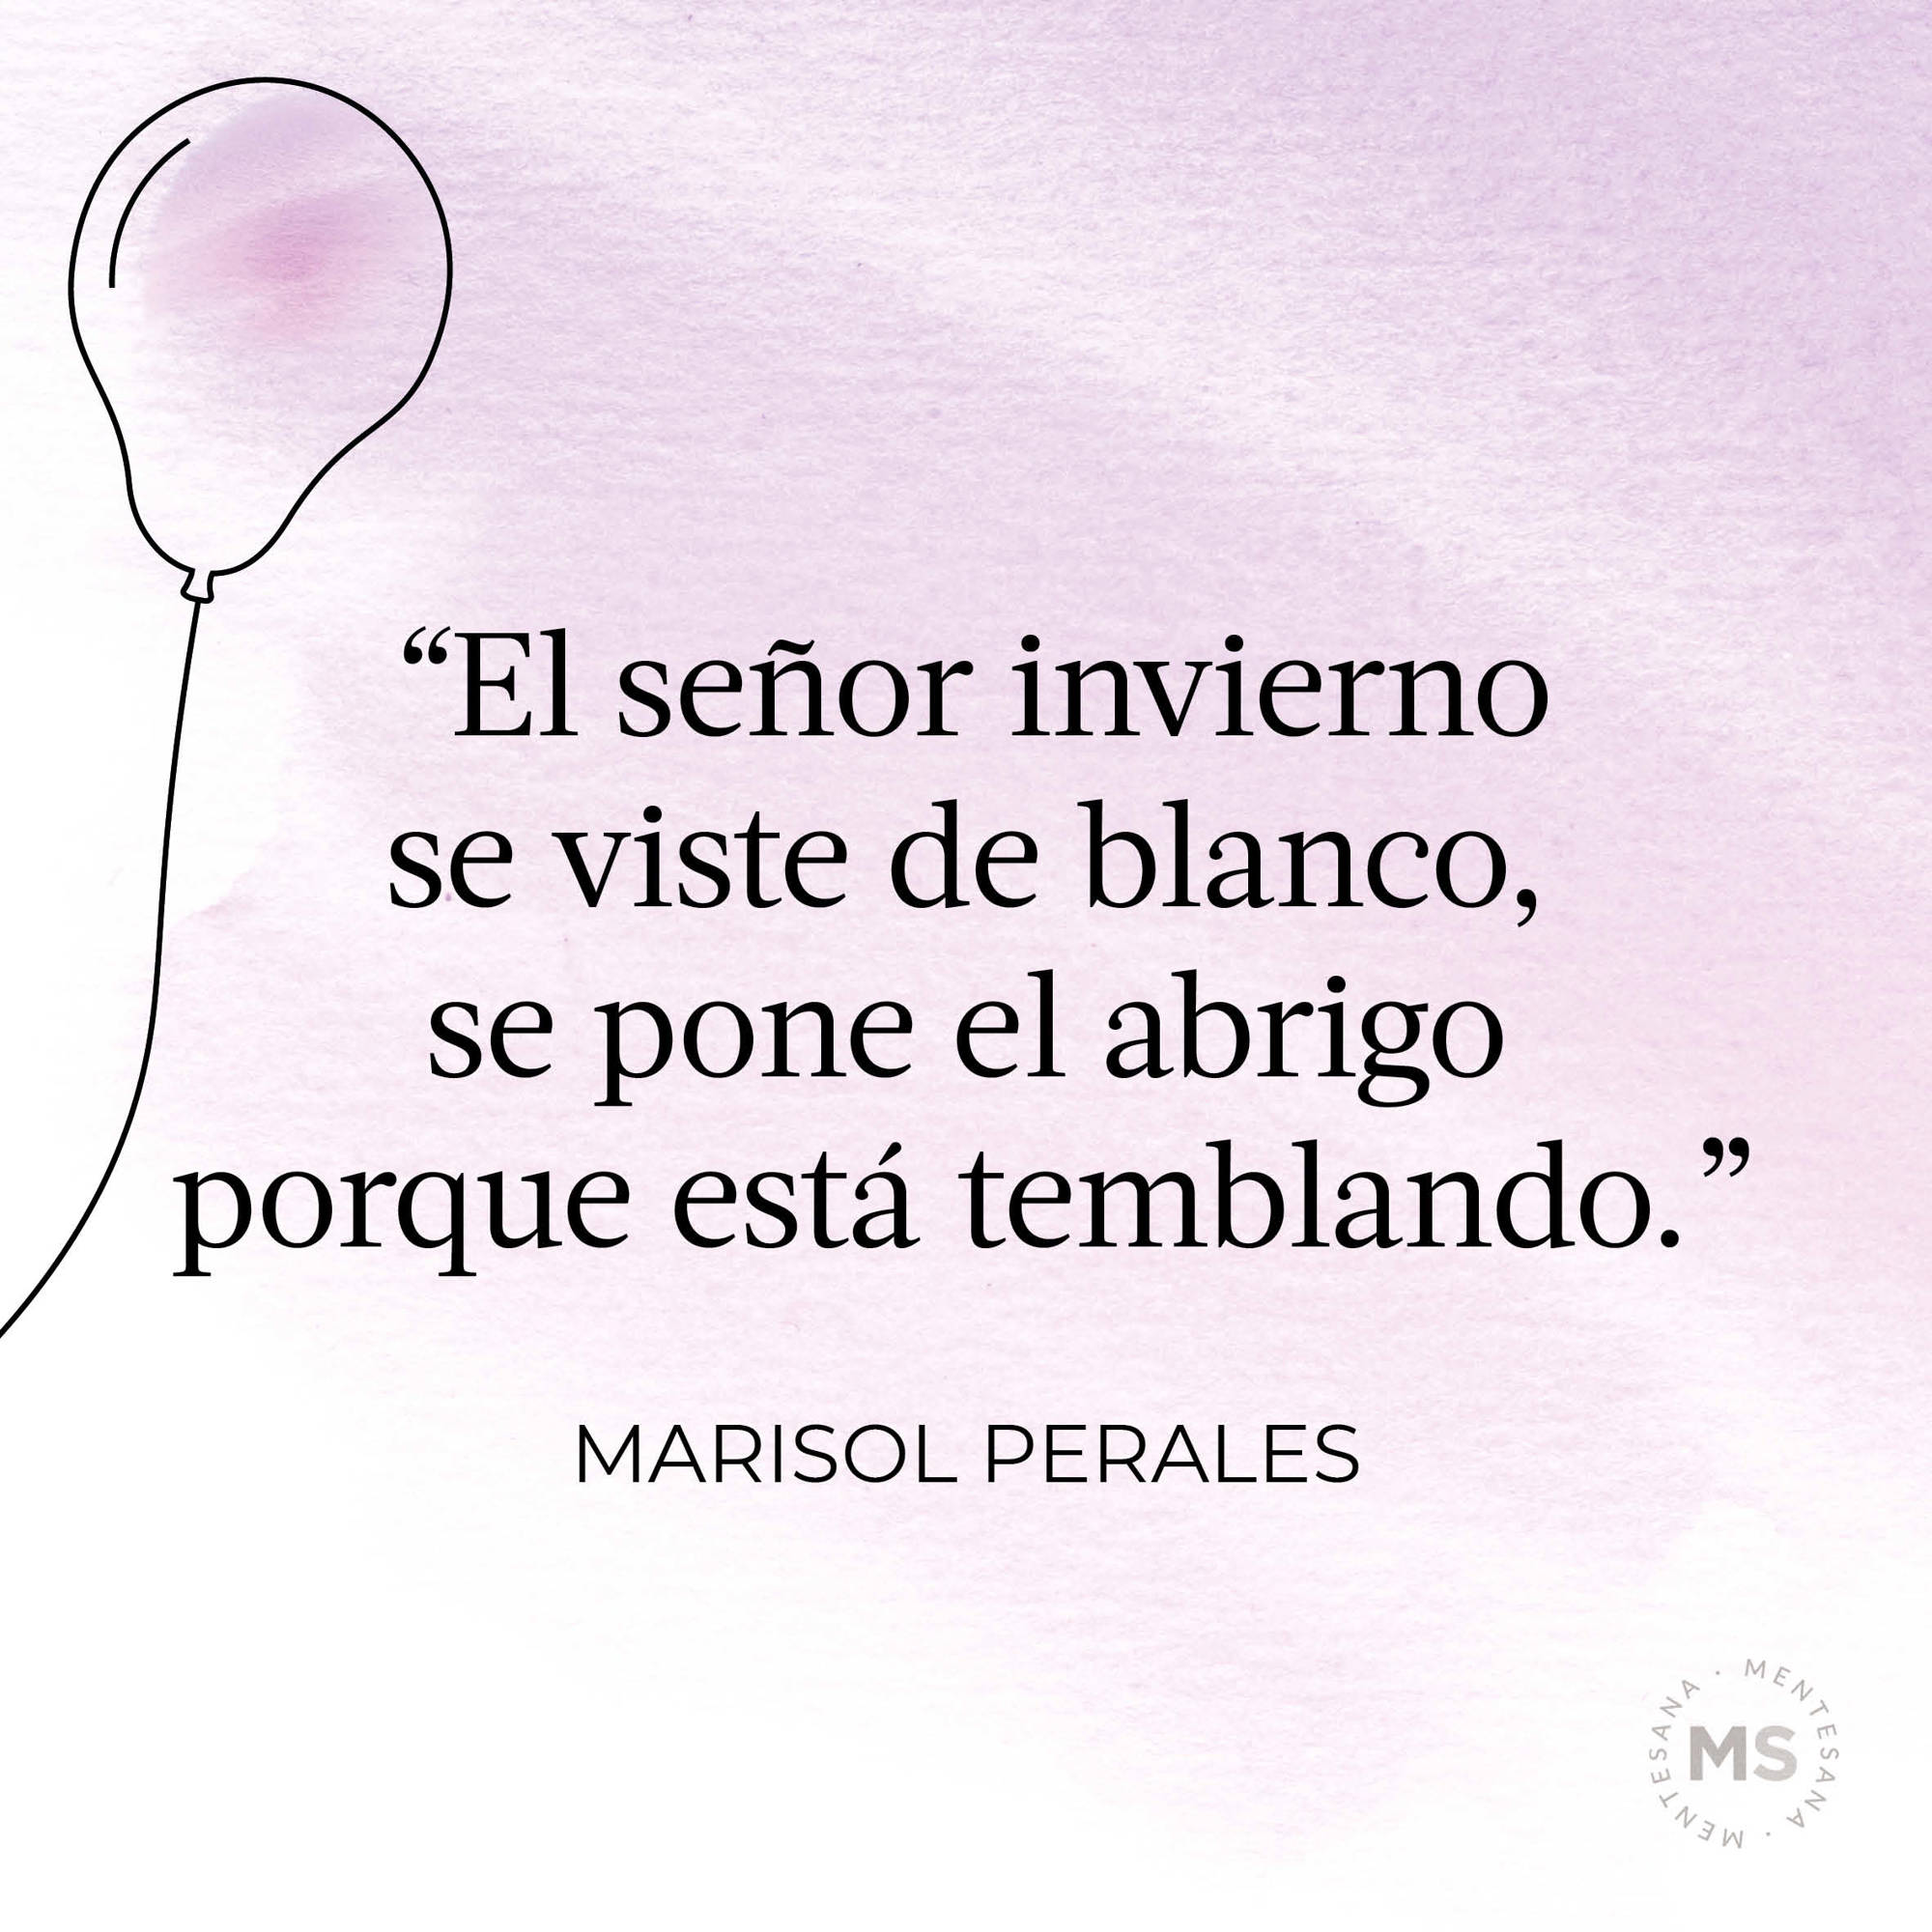 “El señor invierno
se viste de blanco,
se pone el abrigo
porque está temblando.”
MARISOL PERALES
MENTESANA · MENTESANA ·
MS